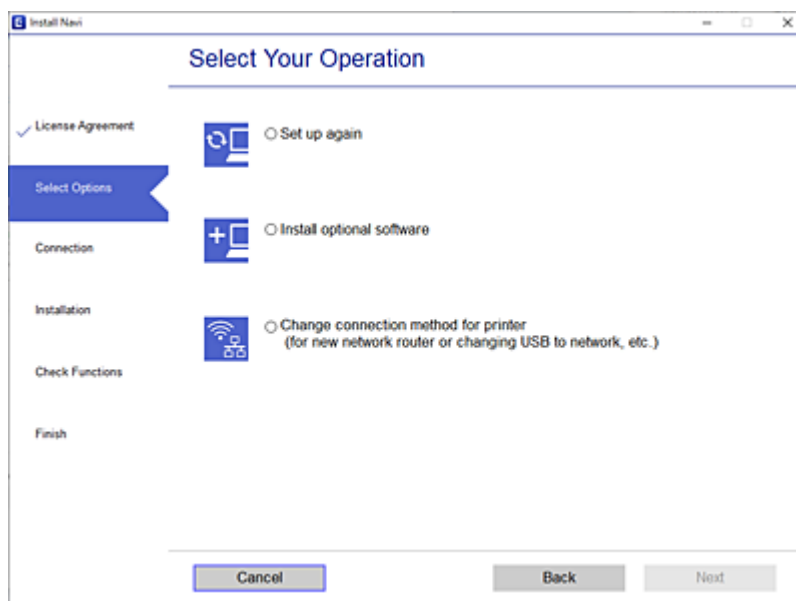 Install Navi
Select Your Operation
License Agreement
Select Options
Connection
Installation
Check Functions
Finish
Set up again
Install optional software
Change connection method for printer
(for new network router or changing USB to network, etc.)
Cancel
Back
Next